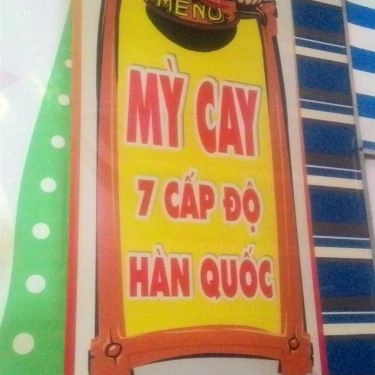 MENU
MỲ CAY
7 CẤP ĐỘ
HÀN QUỐC